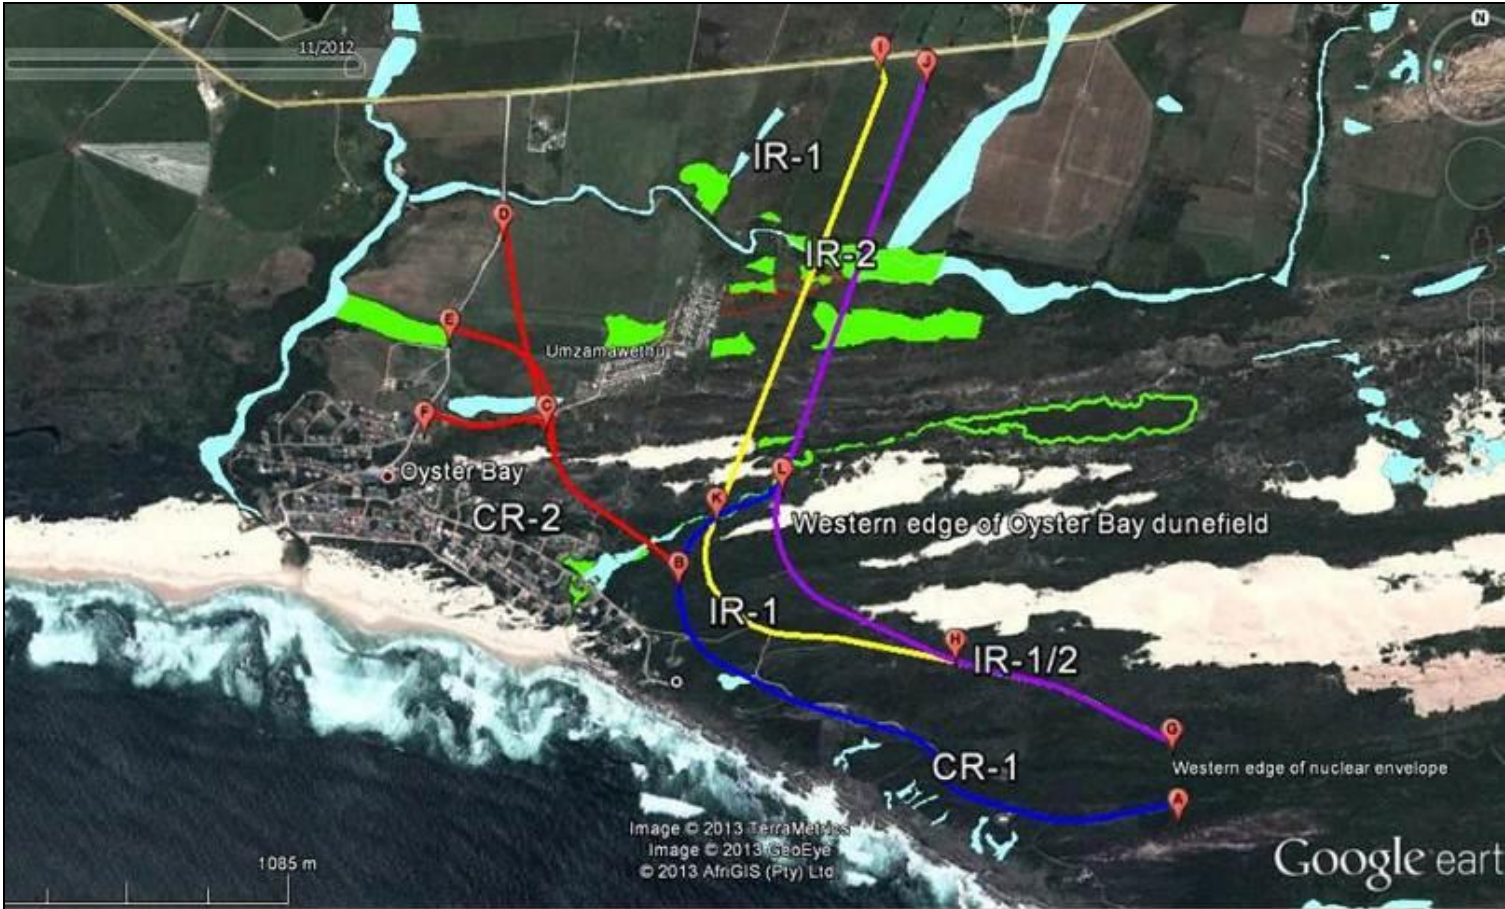 N
11/2012
I
J
IR-1
D
IR-2
E
Umzamawethu
F
C
Oyster Bay
L
K
CR-2
Western edge of Oyster Bay dunefield
B
IR-1
H
IR-1/2
G
Western edge of nuclear envelope
CR-1
A
Image © 2013 TerraMetrics
Image © 2013 GeoEye
© 2013 AfriGIS (Pty) Ltd
1085 m
Google eart